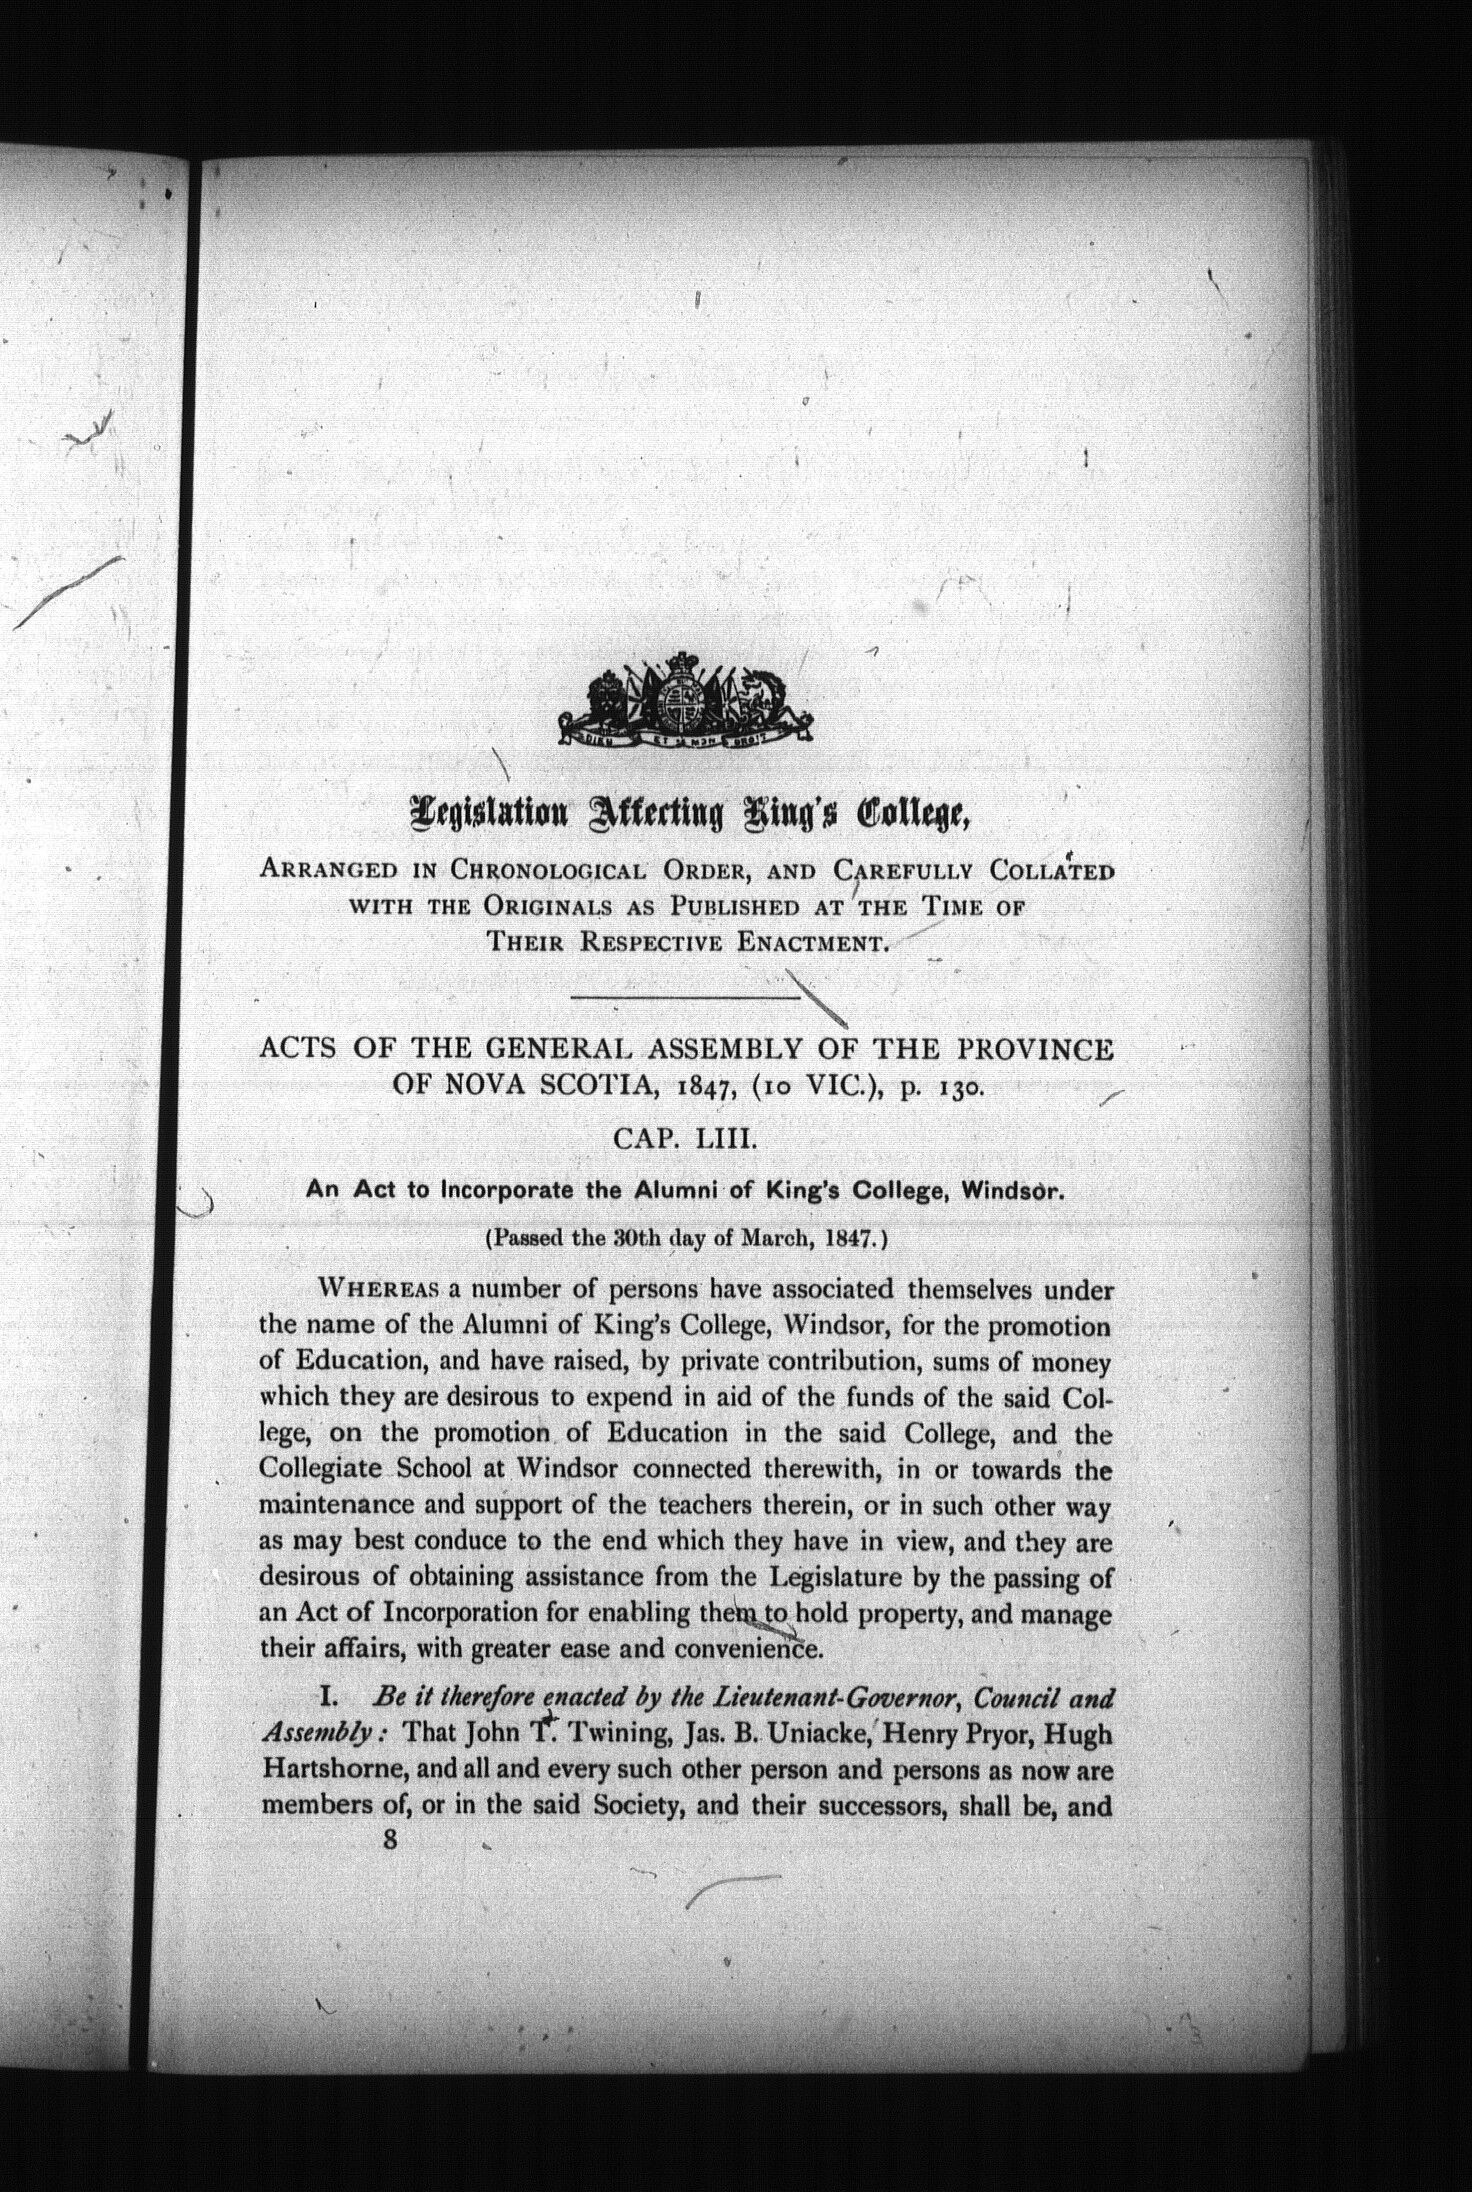 DIEU ET MON DROIT
Legislation Affecting King's College,
ARRANGED IN CHRONOLOGICAL ORDER, AND CAREFULLY COLLATED
WITH THE ORIGINALS AS PUBLISHED AT THE TIME OF
THEIR RESPECTIVE ENACTMENT.
ACTS OF THE GENERAL ASSEMBLY OF THE PROVINCE
OF NOVA SCOTIA, 1847, (10 VIC.), p. 130.
CAP. LIII.
An Act to Incorporate the Alumni of King's College, Windsor.
(Passed the 30th day of March, 1847.)
WHEREAS a number of persons have associated themselves under
the name of the Alumni of King's College, Windsor, for the promotion
of Education, and have raised, by private contribution, sums of money
which they are desirous to expend in aid of the funds of the said Col-
lege, on the promotion of Education in the said College, and the
Collegiate School at Windsor connected therewith, in or towards the
maintenance and support of the teachers therein, or in such other way
as may best conduce to the end which they have in view, and they are
desirous of obtaining assistance from the Legislature by the passing of
an Act of Incorporation for enabling them to hold property, and manage
their affairs, with greater ease and convenience.
I. Be it therefore enacted by the Lieutenant-Governor, Council and
Assembly: That John T. Twining, Jas. B. Uniacke, Henry Pryor, Hugh
Hartshorne, and all and every such other person and persons as now are
members of, or in the said Society, and their successors, shall be, and
8